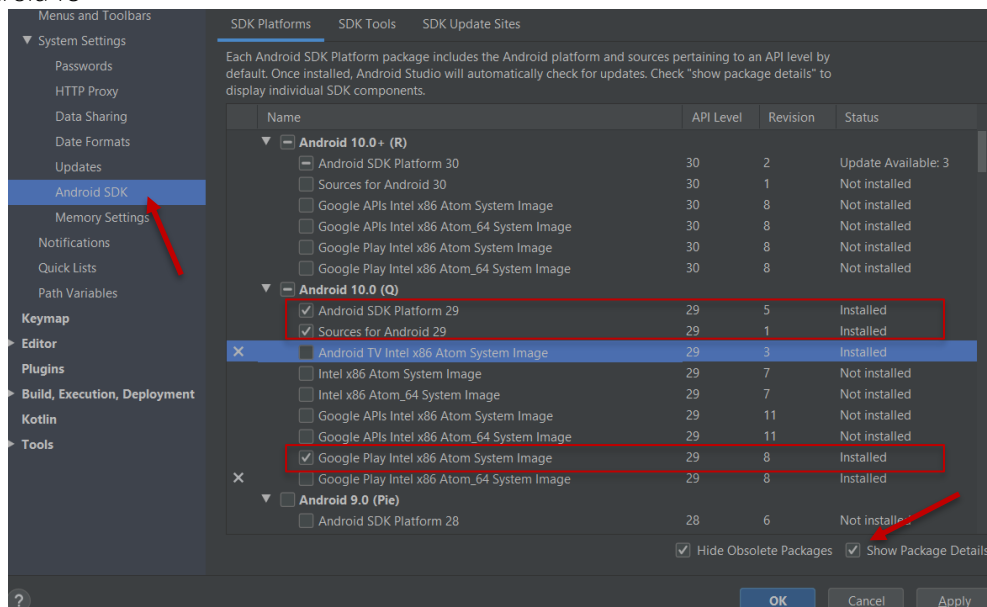 Menus and Toolbars
System Settings
Passwords
HTTP Proxy
Data Sharing
Date Formats
Updates
Android SDK
Memory Settings
Notifications
Quick Lists
Path Variables
Keymap
Editor
Plugins
Build, Execution, Deployment
Kotlin
Tools
SDK Platforms SDK Tools SDK Update Sites
Each Android SDK Platform package includes the Android platform and sources pertaining to an API level by
default. Once installed, Android Studio will automatically check for updates. Check "show package details" to
display individual SDK components.
Name API Level Revision Status
Android 10.0+ (R)
Android SDK Platform 30 30 2 Update Available: 3
Sources for Android 30 30 1 Not installed
Google APIs Intel x86 Atom System Image 30 8 Not installed
Google APIs Intel x86 Atom_64 System Image 30 8 Not installed
Google Play Intel x86 Atom System Image 30 8 Not installed
Google Play Intel x86 Atom_64 System Image 30 8 Not installed
Android 10.0 (Q)
Android SDK Platform 29 29 5 Installed
Sources for Android 29 29 1 Installed
Android TV Intel x86 Atom System Image 29 3 Installed
Intel x86 Atom System Image 29 7 Not installed
Intel x86 Atom_64 System Image 29 7 Not installed
Google APIs Intel x86 Atom System Image 29 11 Not installed
Google APIs Intel x86 Atom_64 System Image 29 11 Not installed
Google Play Intel x86 Atom System Image 29 8 Installed
Google Play Intel x86 Atom_64 System Image 29 8 Installed
Android 9.0 (Pie)
Android SDK Platform 28 28 6 Not installed
Hide Obsolete Packages Show Package Details
? OK Cancel Apply